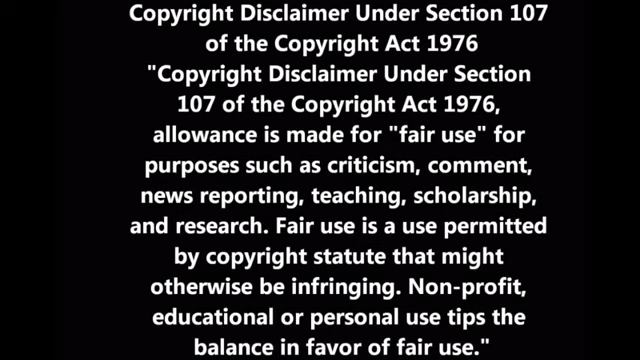 Copyright Disclaimer Under Section 107
of the Copyright Act 1976
"Copyright Disclaimer Under Section
107 of the Copyright Act 1976,
allowance is made for "fair use" for
purposes such as criticism, comment,
news reporting, teaching, scholarship,
and research. Fair use is a use permitted
by copyright statute that might
otherwise be infringing. Non-profit,
educational or personal use tips the
balance in favor of fair use."